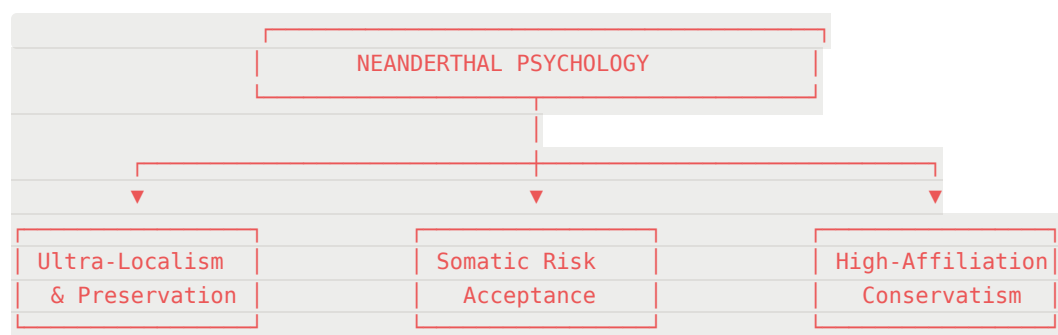 NEANDERTHAL PSYCHOLOGY
Ultra-Localism Somatic Risk High-Affiliation
& Preservation Acceptance Conservatism